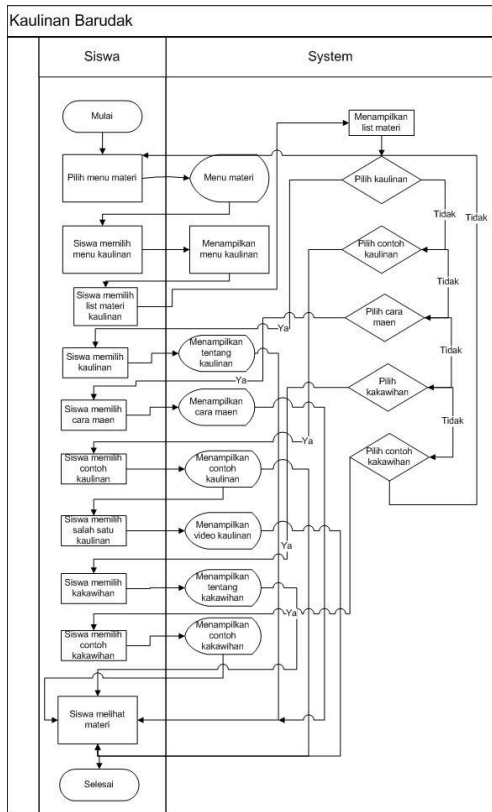 Kaulinan Barudak
Siswa
System
Mulai
Menampilkan
list materi
Pilih menu materi
Menu materi
Pilih kaulinan
Tidak
Tidak
Siswa memilih
menu kaulinan
Menampilkan
menu kaulinan
Pilih contoh
kaulinan
Tidak
Siswa memilih
list materi
kaulinan
Pilih cara
maen
Ya
Tidak
Siswa memilih
kaulinan
Menampilkan
tentang
kaulinan
Pilih
kakawihan
Ya
Siswa memilih
cara maen
Menampilkan
cara maen
Tidak
Ya
Pilih contoh
kakawihan
Siswa memilih
contoh
kaulinan
Menampilkan
contoh
kaulinan
Siswa memilih
salah satu
kaulinan
Menampilkan
video kaulinan
Ya
Siswa memilih
kakawihan
Menampilkan
tentang
kakawihan
Ya
Siswa memilih
contoh
kakawihan
Menampilkan
contoh
kakawihan
Siswa melihat
materi
Selesai